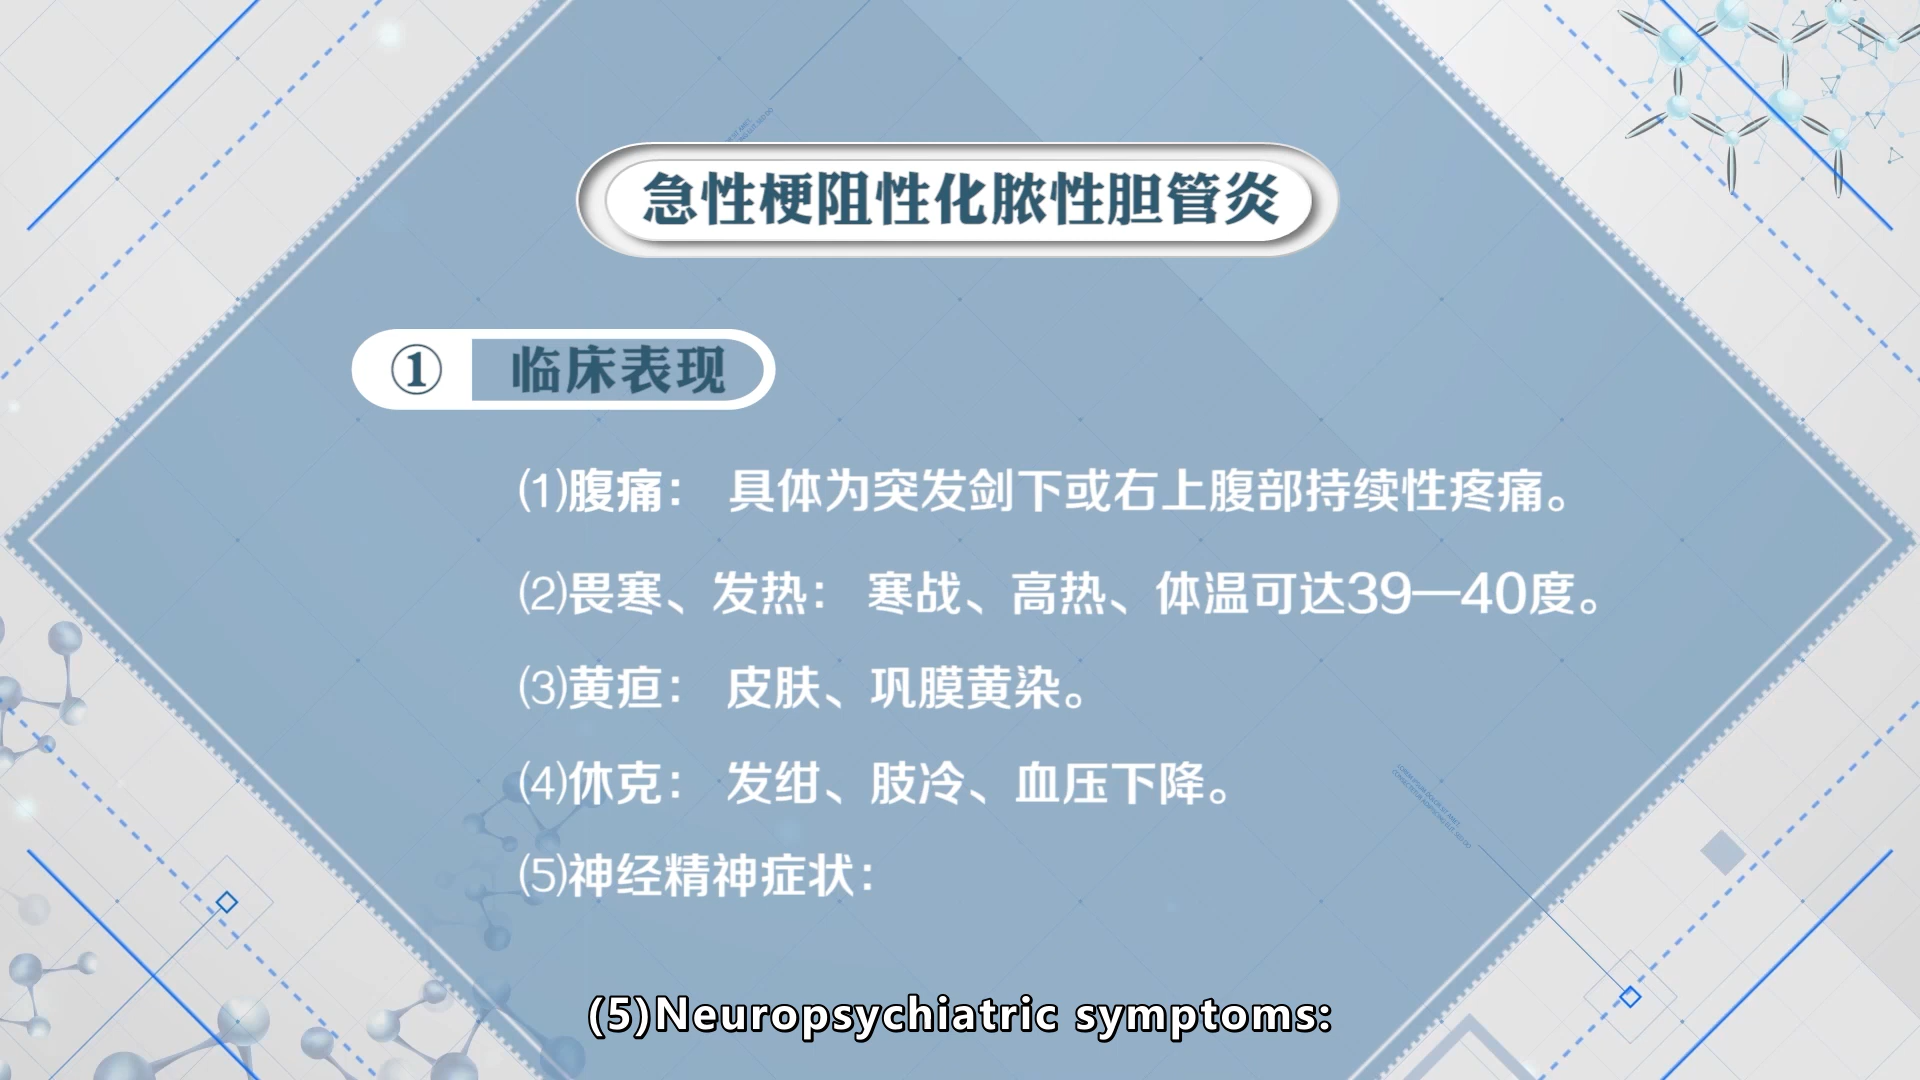 急性梗阻性化脓性胆管炎
① 临床表现
(1)腹痛： 具体为突发剑下或右上腹部持续性疼痛。
(2)畏寒、发热： 寒战、高热、体温可达39—40度。
(3)黄疸： 皮肤、巩膜黄染。
(4)休克： 发绀、肢冷、血压下降。
(5)神经精神症状：
(5)Neuropsychiatric symptoms: